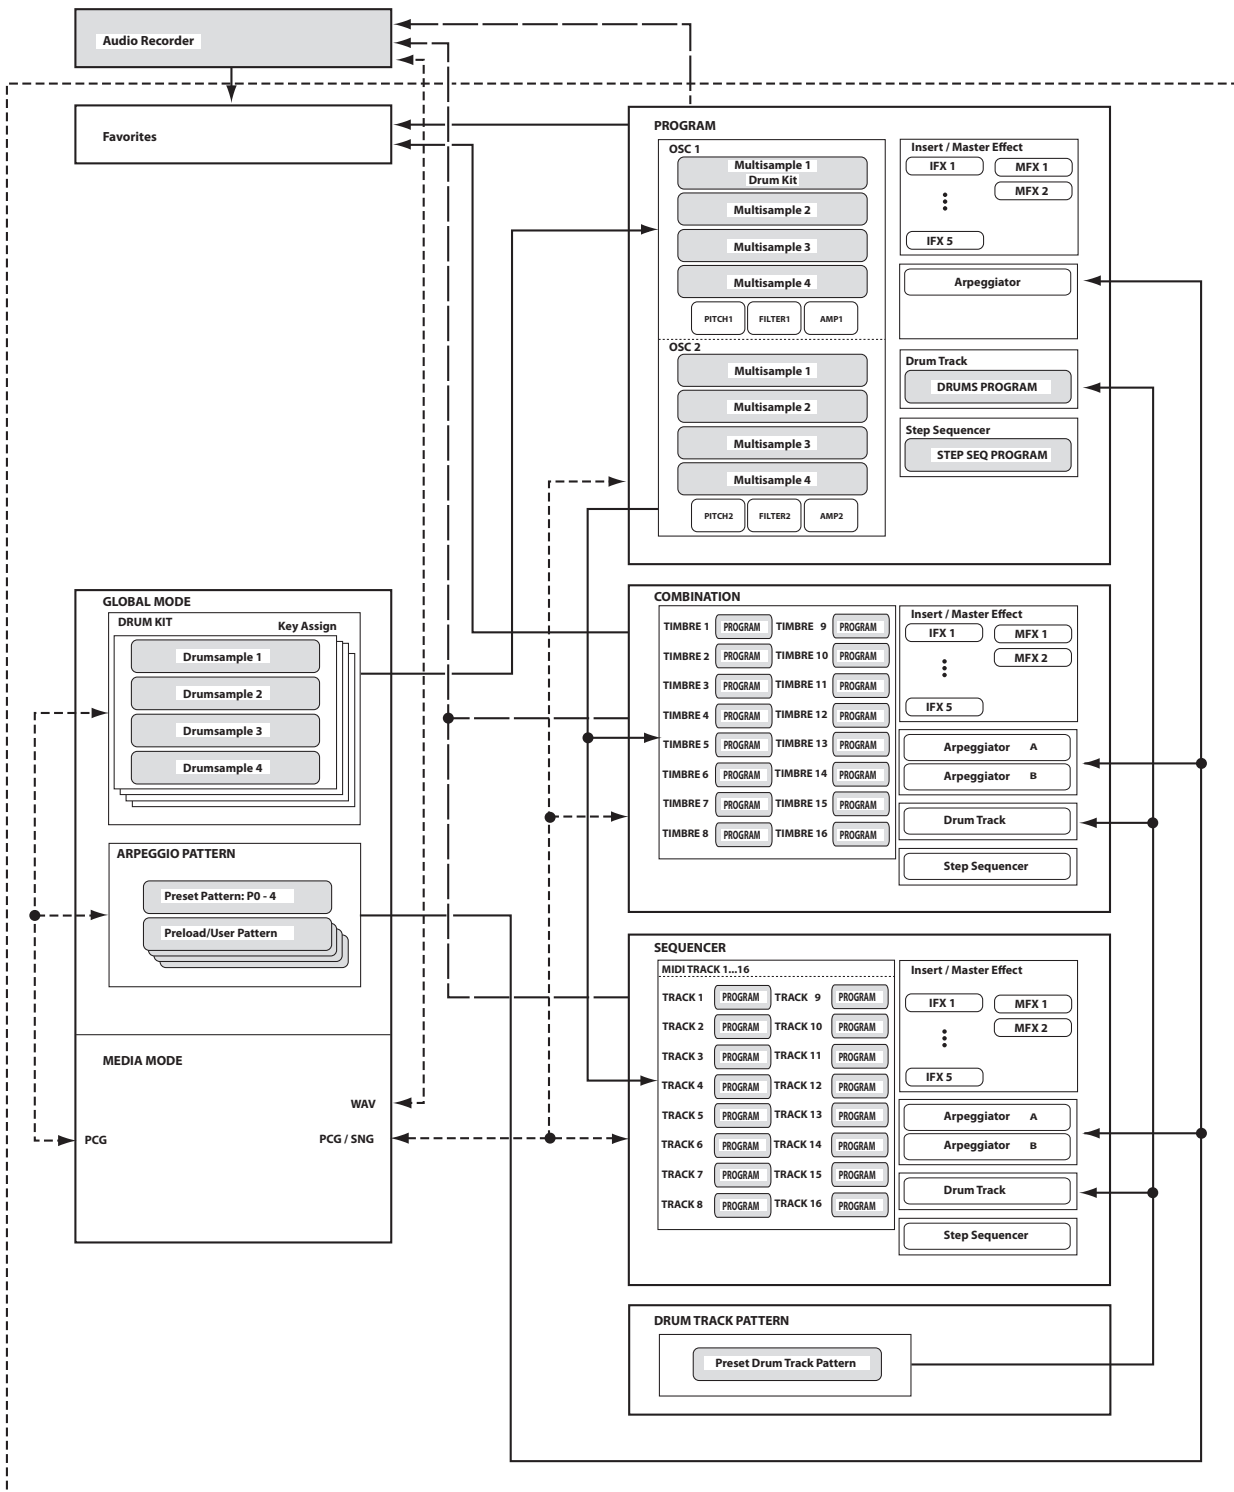 Audio Recorder
Favorites
PROGRAM
OSC 1
Multisample 1
Drum Kit
Multisample 2
Multisample 3
Multisample 4
PITCH1 FILTER1 AMP1
OSC 2
Multisample 1
Multisample 2
Multisample 3
Multisample 4
PITCH2 FILTER2 AMP2
Insert / Master Effect
IFX 1 MFX 1
MFX 2
IFX 5
Arpeggiator
Drum Track
DRUMS PROGRAM
Step Sequencer
STEP SEQ PROGRAM
GLOBAL MODE
DRUM KIT
Key Assign
Drumsample 1
Drumsample 2
Drumsample 3
Drumsample 4
ARPEGGIO PATTERN
Preset Pattern: P0 - 4
Preload/User Pattern
MEDIA MODE
WAV
PCG PCG / SNG
COMBINATION
TIMBRE 1 PROGRAM TIMBRE 9 PROGRAM
TIMBRE 2 PROGRAM TIMBRE 10 PROGRAM
TIMBRE 3 PROGRAM TIMBRE 11 PROGRAM
TIMBRE 4 PROGRAM TIMBRE 12 PROGRAM
TIMBRE 5 PROGRAM TIMBRE 13 PROGRAM
TIMBRE 6 PROGRAM TIMBRE 14 PROGRAM
TIMBRE 7 PROGRAM TIMBRE 15 PROGRAM
TIMBRE 8 PROGRAM TIMBRE 16 PROGRAM
Insert / Master Effect
IFX 1 MFX 1
MFX 2
IFX 5
Arpeggiator A
Arpeggiator B
Drum Track
Step Sequencer
SEQUENCER
MIDI TRACK 1...16
TRACK 1 PROGRAM TRACK 9 PROGRAM
TRACK 2 PROGRAM TRACK 10 PROGRAM
TRACK 3 PROGRAM TRACK 11 PROGRAM
TRACK 4 PROGRAM TRACK 12 PROGRAM
TRACK 5 PROGRAM TRACK 13 PROGRAM
TRACK 6 PROGRAM TRACK 14 PROGRAM
TRACK 7 PROGRAM TRACK 15 PROGRAM
TRACK 8 PROGRAM TRACK 16 PROGRAM
Insert / Master Effect
IFX 1 MFX 1
MFX 2
IFX 5
Arpeggiator A
Arpeggiator B
Drum Track
Step Sequencer
DRUM TRACK PATTERN
Preset Drum Track Pattern